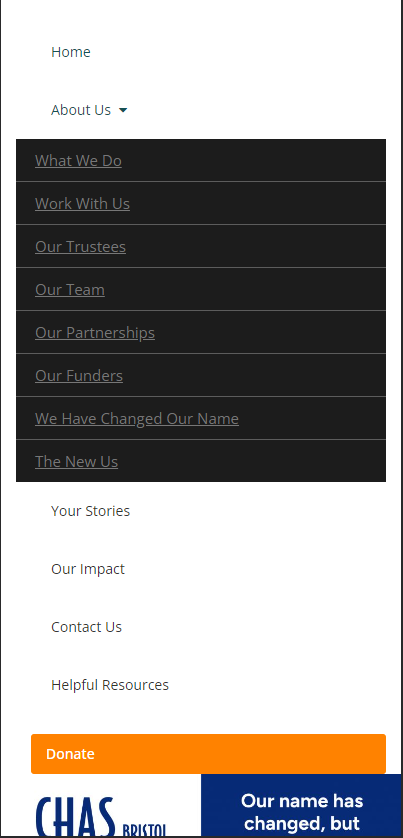 Home
About Us
What We Do
Work With Us
Our Trustees
Our Team
Our Partnerships
Our Funders
We Have Changed Our Name
The New Us
Your Stories
Our Impact
Contact Us
Helpful Resources
Donate
CHAS BRISTOL
Our name has
changed, but